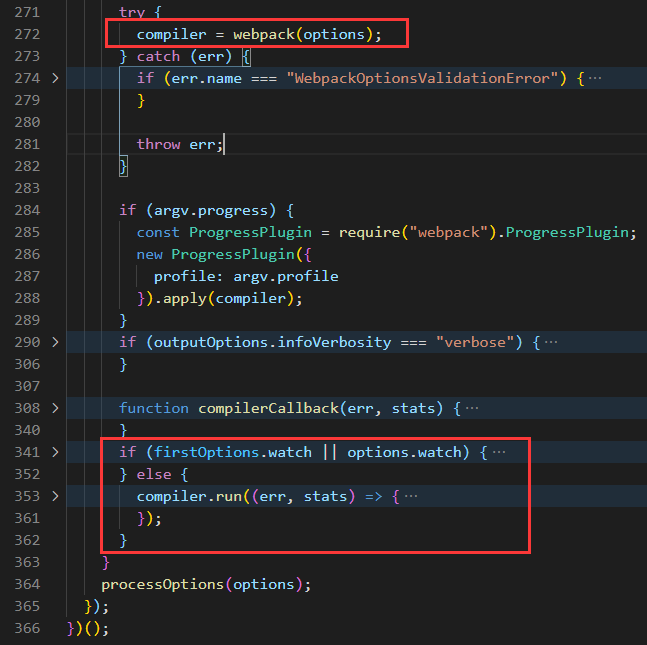 271 try {
272 compiler = webpack(options);
273 } catch (err) {
274 if (err.name === "WebpackOptionsValidationError") {···
279 }
280
281 throw err;
282 }
283
284 if (argv.progress) {
285 const ProgressPlugin = require("webpack").ProgressPlugin;
286 new ProgressPlugin({
287 profile: argv.profile
288 }).apply(compiler);
289 }
290 if (outputOptions.infoVerbosity === "verbose") {···
306 }
307
308 function compilerCallback(err, stats) {···
340 }
341 if (firstOptions.watch || options.watch) {···
352 } else {
353 compiler.run((err, stats) => {···
361 });
362 }
363 }
364 processOptions(options);
365 });
366 })();